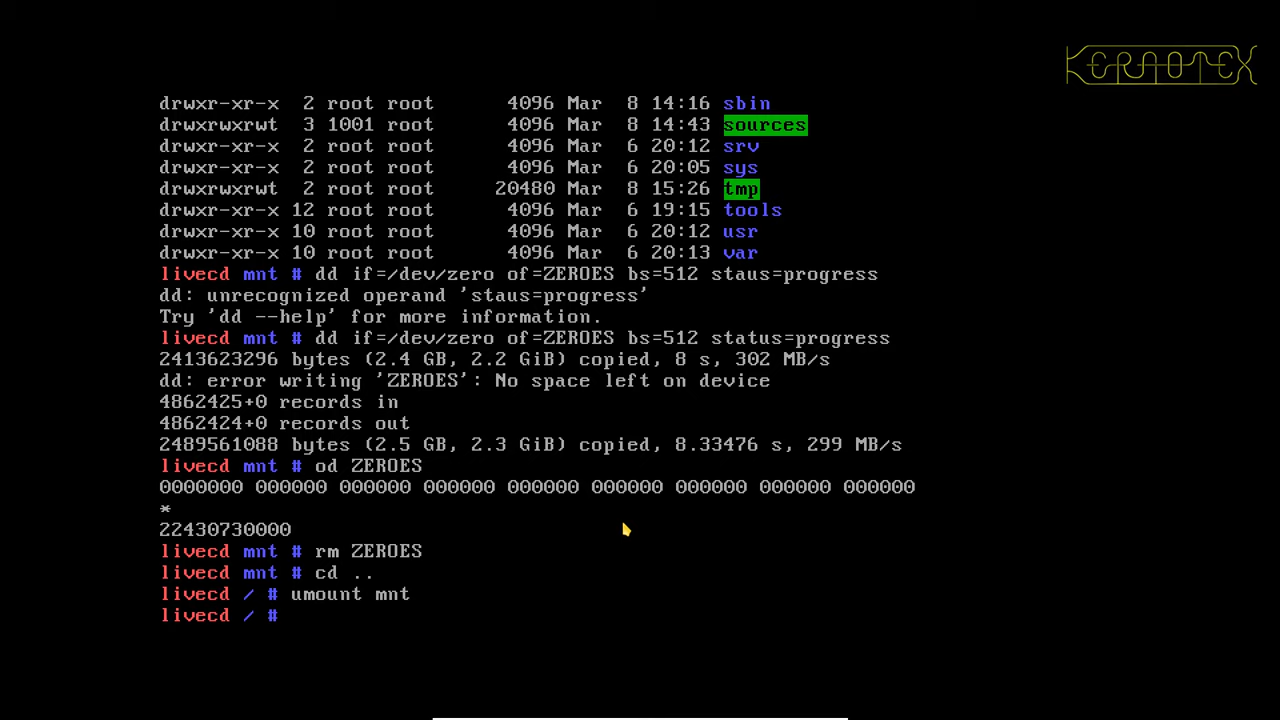 KERNOTEX
drwxr-xr-x  2 root root      4096 Mar  8 14:16 sbin
drwxrwxrwt  3 1001 root      4096 Mar  8 14:43 sources
drwxr-xr-x  2 root root      4096 Mar  6 20:12 srv
drwxr-xr-x  2 root root      4096 Mar  6 20:05 sys
drwxrwxrwt  2 root root     20480 Mar  8 15:26 tmp
drwxr-xr-x 12 root root      4096 Mar  6 19:15 tools
drwxr-xr-x 10 root root      4096 Mar  6 20:12 usr
drwxr-xr-x 10 root root      4096 Mar  6 20:13 var
livecd mnt # dd if=/dev/zero of=ZEROES bs=512 staus=progress
dd: unrecognized operand 'staus=progress'
Try 'dd --help' for more information.
livecd mnt # dd if=/dev/zero of=ZEROES bs=512 status=progress
2413623296 bytes (2.4 GB, 2.2 GiB) copied, 8 s, 302 MB/s
dd: error writing 'ZEROES': No space left on device
4862425+0 records in
4862424+0 records out
2489561088 bytes (2.5 GB, 2.3 GiB) copied, 8.33476 s, 299 MB/s
livecd mnt # od ZEROES
0000000 000000 000000 000000 000000 000000 000000 000000 000000
*
22430730000
livecd mnt # rm ZEROES
livecd mnt # cd ..
livecd / # umount mnt
livecd / #